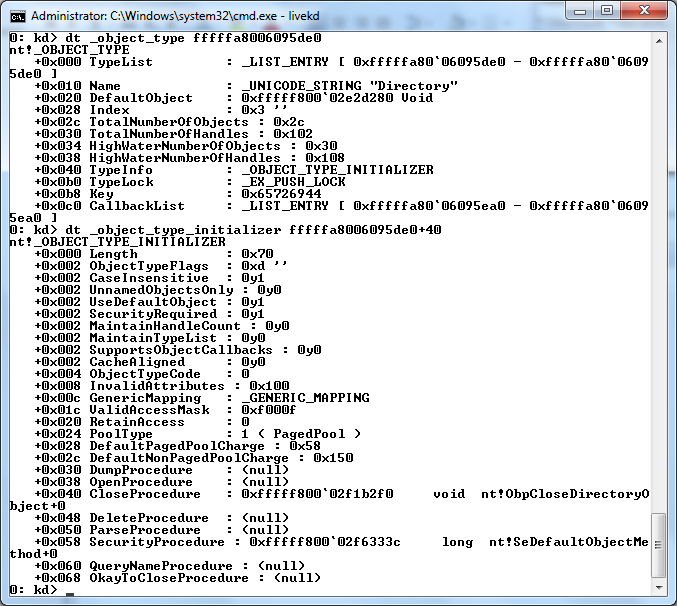 Administrator: C:\Windows\system32\cmd.exe - livekd
0: kd> dt _object_type fffffa8006095de0
nt!_OBJECT_TYPE
   +0x000 TypeList         : _LIST_ENTRY [ 0xfffffa80`06095de0 - 0xfffffa80`06095de0 ]
   +0x010 Name             : _UNICODE_STRING "Directory"
   +0x020 DefaultObject    : 0xfffff800`02e2d280 Void
   +0x028 Index            : 0x3 ''
   +0x02c TotalNumberOfObjects : 0x2c
   +0x030 TotalNumberOfHandles : 0x102
   +0x034 HighWaterNumberOfObjects : 0x30
   +0x038 HighWaterNumberOfHandles : 0x108
   +0x040 TypeInfo         : _OBJECT_TYPE_INITIALIZER
   +0x0b0 TypeLock         : _EX_PUSH_LOCK
   +0x0b8 Key              : 0x65726944
   +0x0c0 CallbackList     : _LIST_ENTRY [ 0xfffffa80`06095ea0 - 0xfffffa80`06095ea0 ]
0: kd> dt _object_type_initializer fffffa8006095de0+40
nt!_OBJECT_TYPE_INITIALIZER
   +0x000 Length           : 0x70
   +0x002 ObjectTypeFlags  : 0xd ''
   +0x002 CaseInsensitive  : 0y1
   +0x002 UnnamedObjectsOnly : 0y0
   +0x002 UseDefaultObject : 0y1
   +0x002 SecurityRequired : 0y1
   +0x002 MaintainHandleCount : 0y0
   +0x002 MaintainTypeList : 0y0
   +0x002 SupportsObjectCallbacks : 0y0
   +0x002 CacheAligned     : 0y0
   +0x004 ObjectTypeCode   : 0
   +0x008 InvalidAttributes : 0x100
   +0x00c GenericMapping   : _GENERIC_MAPPING
   +0x01c ValidAccessMask  : 0xf000f
   +0x020 RetainAccess     : 0
   +0x024 PoolType         : 1 ( PagedPool )
   +0x028 DefaultPagedPoolCharge : 0x58
   +0x02c DefaultNonPagedPoolCharge : 0x150
   +0x030 DumpProcedure    : (null)
   +0x038 OpenProcedure    : (null)
   +0x040 CloseProcedure   : 0xfffff800`02f1b2f0     void  nt!ObpCloseDirectoryObject+0
   +0x048 DeleteProcedure  : (null)
   +0x050 ParseProcedure   : (null)
   +0x058 SecurityProcedure : 0xfffff800`02f6333c     long  nt!SeDefaultObjectMethod+0
   +0x060 QueryNameProcedure : (null)
   +0x068 OkayToCloseProcedure : (null)
0: kd> _